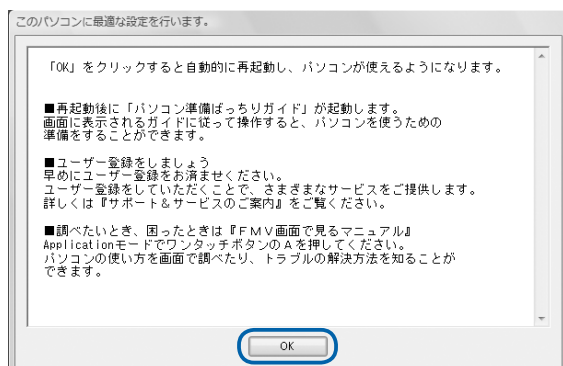 このパソコンに最適な設定を行います。
「OK」をクリックすると自動的に再起動し、パソコンが使えるようになります。
■再起動後に「パソコン準備ばっちりガイド」が起動します。
画面に表示されるガイドに従って操作すると、パソコンを使うための
準備をすることができます。
■ユーザー登録をしましょう
早めにユーザー登録をお済ませください。
ユーザー登録をしていただくことで、さまざまなサービスをご提供します。
詳しくは『サポート&サービスのご案内』をご覧ください。
■調べたいとき、困ったときは『ＦＭＶ画面で見るマニュアル』
ApplicationモードでワンタッチボタンのＡを押してください。
パソコンの使い方を画面で調べたり、トラブルの解決方法を知ることが
できます。
OK